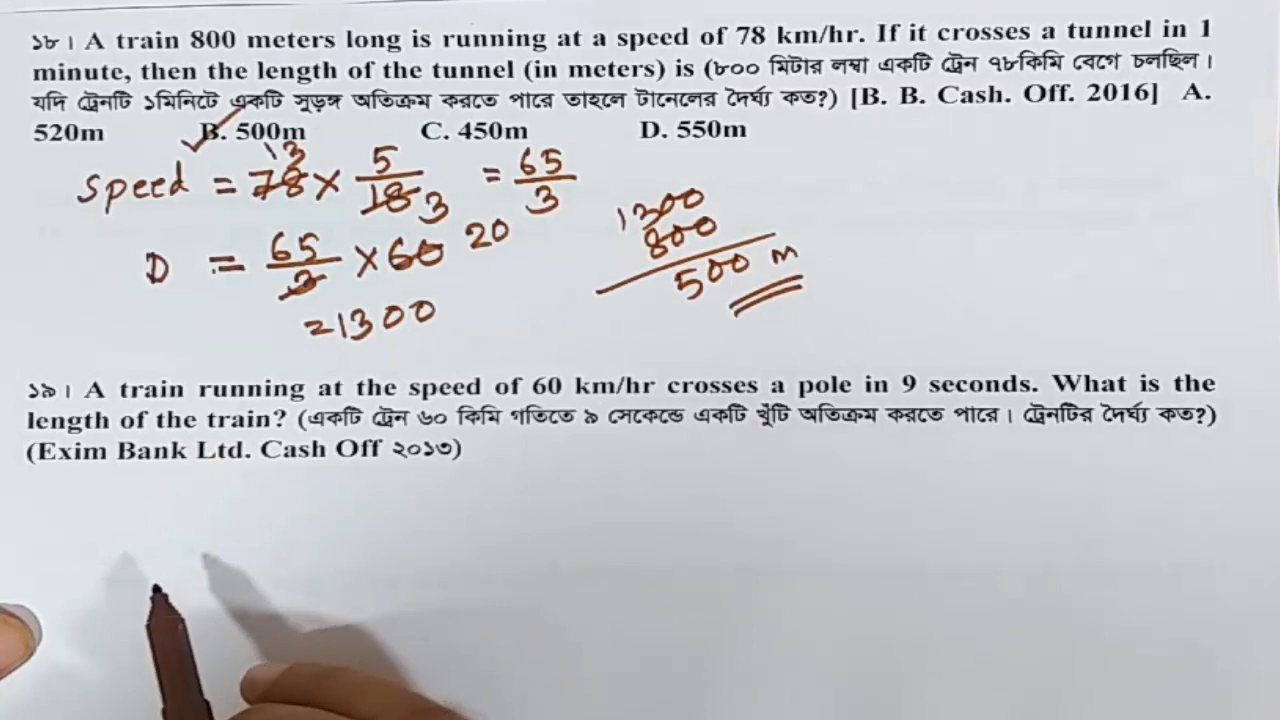 ১৮। A train 800 meters long is running at a speed of 78 km/hr. If it crosses a tunnel in 1
minute, then the length of the tunnel (in meters) is (৮০০ মিটার লম্বা একটি ট্রেন ৭৮কিমি বেগে চলছিল।
যদি ট্রেনটি ১মিনিটে একটি সুড়ঙ্গ অতিক্রম করতে পারে তাহলে টানেলের দৈর্ঘ্য কত?) [B. B. Cash. Off. 2016] A.
520m B. 500m C. 450m D. 550m
13
Speed = 78 × 5/18 3 = 65/3
D = 65/3 × 60 20
=1300
1300
800
500 m
১৯। A train running at the speed of 60 km/hr crosses a pole in 9 seconds. What is the
length of the train? (একটি ট্রেন ৬০ কিমি গতিতে ৯ সেকেন্ডে একটি খুঁটি অতিক্রম করতে পারে। ট্রেনটির দৈর্ঘ্য কত?)
(Exim Bank Ltd. Cash Off ২০১৩)